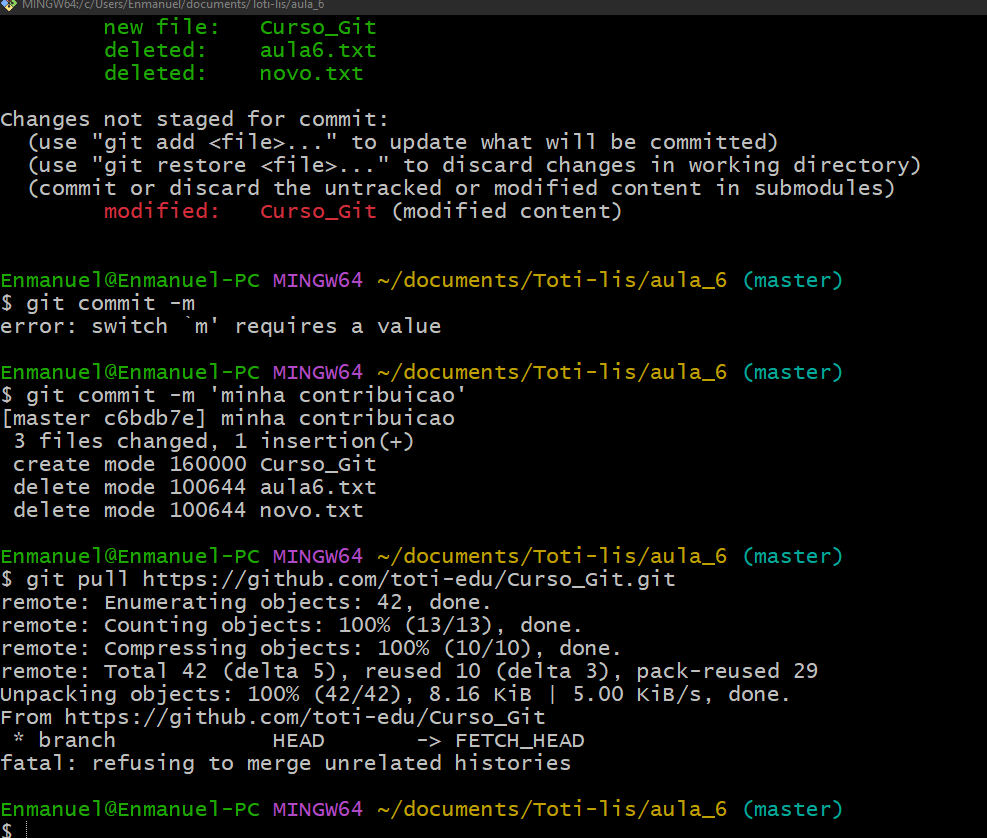 MINGW64:/c/Users/Enmanuel/documents/Toti-lis/aula_6
new file:   Curso_Git
deleted:    aula6.txt
deleted:    novo.txt
Changes not staged for commit:
(use "git add <file>..." to update what will be committed)
(use "git restore <file>..." to discard changes in working directory)
(commit or discard the untracked or modified content in submodules)
modified:   Curso_Git (modified content)
Enmanuel@Enmanuel-PC MINGW64 ~/documents/Toti-lis/aula_6 (master)
$ git commit -m
error: switch `m' requires a value
Enmanuel@Enmanuel-PC MINGW64 ~/documents/Toti-lis/aula_6 (master)
$ git commit -m 'minha contribuicao'
[master c6bdb7e] minha contribuicao
3 files changed, 1 insertion(+)
create mode 160000 Curso_Git
delete mode 100644 aula6.txt
delete mode 100644 novo.txt
Enmanuel@Enmanuel-PC MINGW64 ~/documents/Toti-lis/aula_6 (master)
$ git pull https://github.com/toti-edu/Curso_Git.git
remote: Enumerating objects: 42, done.
remote: Counting objects: 100% (13/13), done.
remote: Compressing objects: 100% (10/10), done.
remote: Total 42 (delta 5), reused 10 (delta 3), pack-reused 29
Unpacking objects: 100% (42/42), 8.16 KiB | 5.00 KiB/s, done.
From https://github.com/toti-edu/Curso_Git
* branch            HEAD       -> FETCH_HEAD
fatal: refusing to merge unrelated histories
Enmanuel@Enmanuel-PC MINGW64 ~/documents/Toti-lis/aula_6 (master)
$